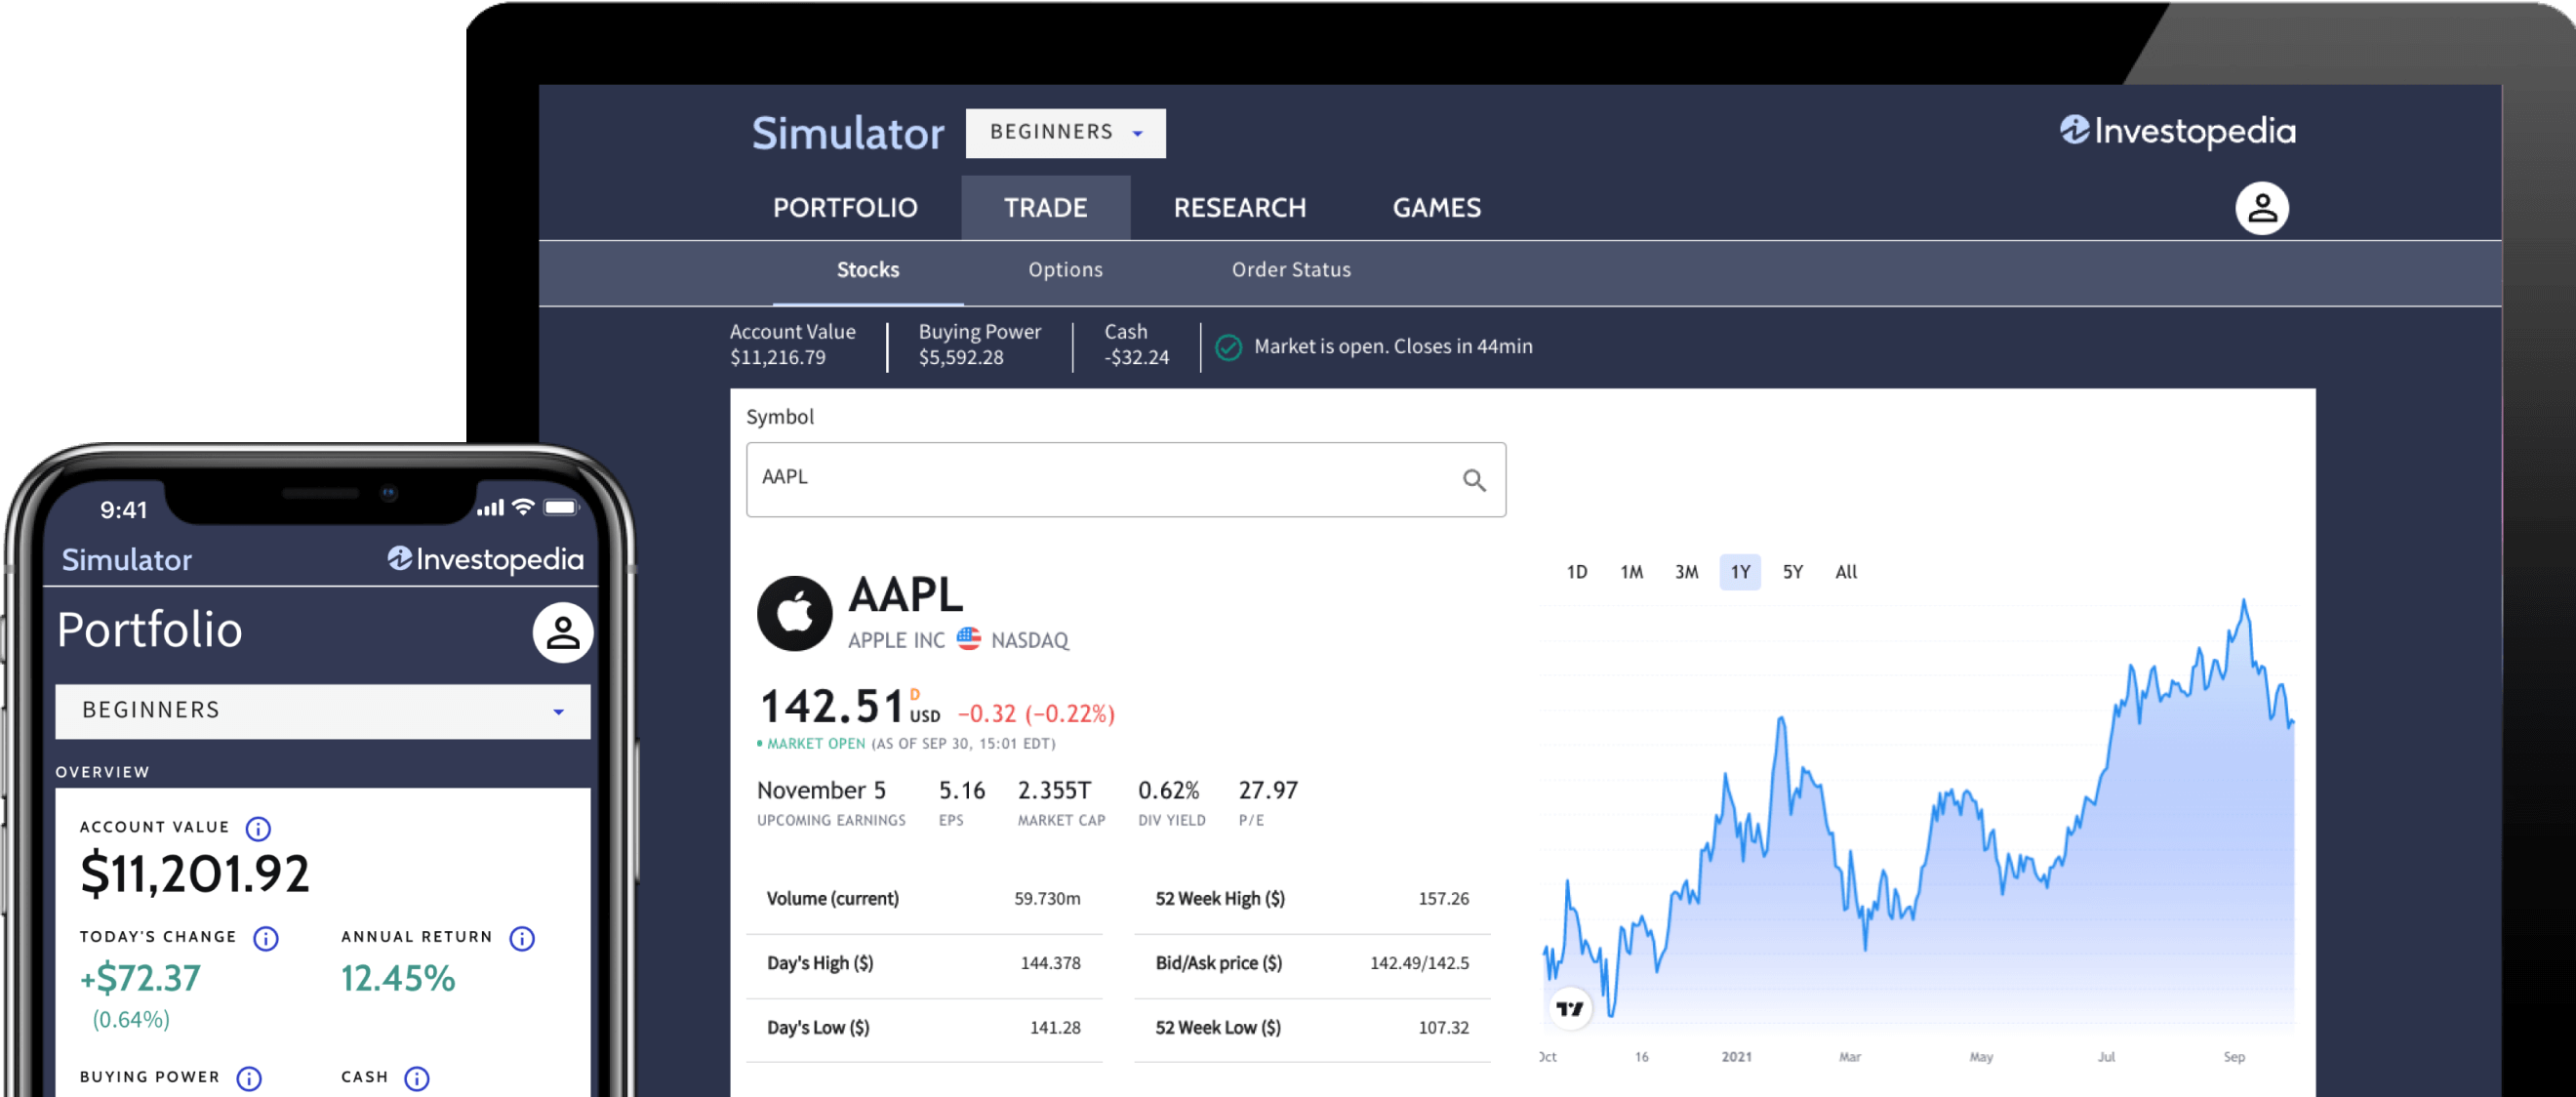 Simulator
BEGINNERS
Investopedia
PORTFOLIO
TRADE
RESEARCH
GAMES
Stocks
Options
Order Status
Account Value
$11,216.79
Buying Power
$5,592.28
Cash
-$32.24
Market is open. Closes in 44min
Symbol
AAPL
AAPL
APPLE INC NASDAQ
142.51 D USD −0.32 (−0.22%)
MARKET OPEN (AS OF SEP 30, 15:01 EDT)
November 5
UPCOMING EARNINGS
5.16
EPS
2.355T
MARKET CAP
0.62%
DIV YIELD
27.97
P/E
Volume (current) 59.730m
52 Week High ($) 157.26
Day's High ($) 144.378
Bid/Ask price ($) 142.49/142.5
Day's Low ($) 141.28
52 Week Low ($) 107.32
1D 1M 3M 1Y 5Y All
Oct 16 2021 Mar May Jul Sep
9:41
Simulator
Investopedia
Portfolio
BEGINNERS
OVERVIEW
ACCOUNT VALUE
$11,201.92
TODAY'S CHANGE
+$72.37
(0.64%)
ANNUAL RETURN
12.45%
BUYING POWER
CASH